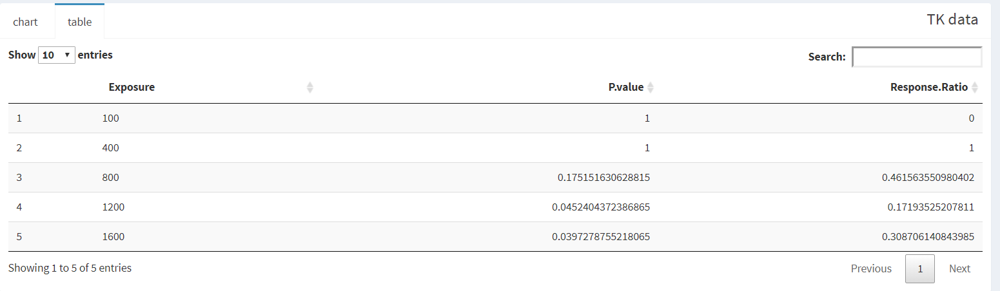 chart table TK data
Show 10 entries Search:
Exposure P.value Response.Ratio
1 100 1 0
2 400 1 1
3 800 0.175151630628815 0.461563550980402
4 1200 0.0452404372386865 0.17193525207811
5 1600 0.0397278755218065 0.308706140843985
Showing 1 to 5 of 5 entries Previous 1 Next